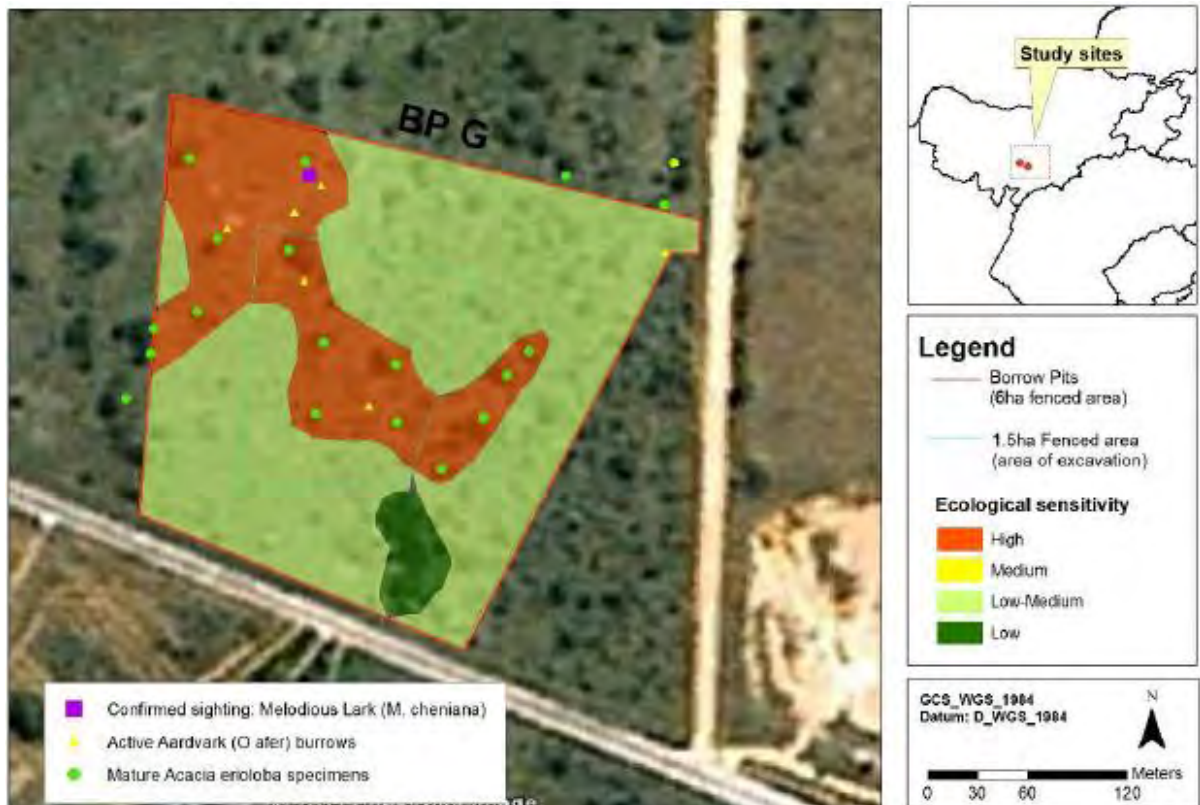 BP G
Confirmed sighting: Melodious Lark (M. cheniana)
Active Aardvark (O afer) burrows
Mature Acacia erioloba specimens
Study sites
Legend
Borrow Pits
(6ha fenced area)
1.5ha Fenced area
(area of excavation)
Ecological sensitivity
High
Medium
Low-Medium
Low
GCS_WGS_1984
Datum: D_WGS_1984
N
Meters
0 30 60 120